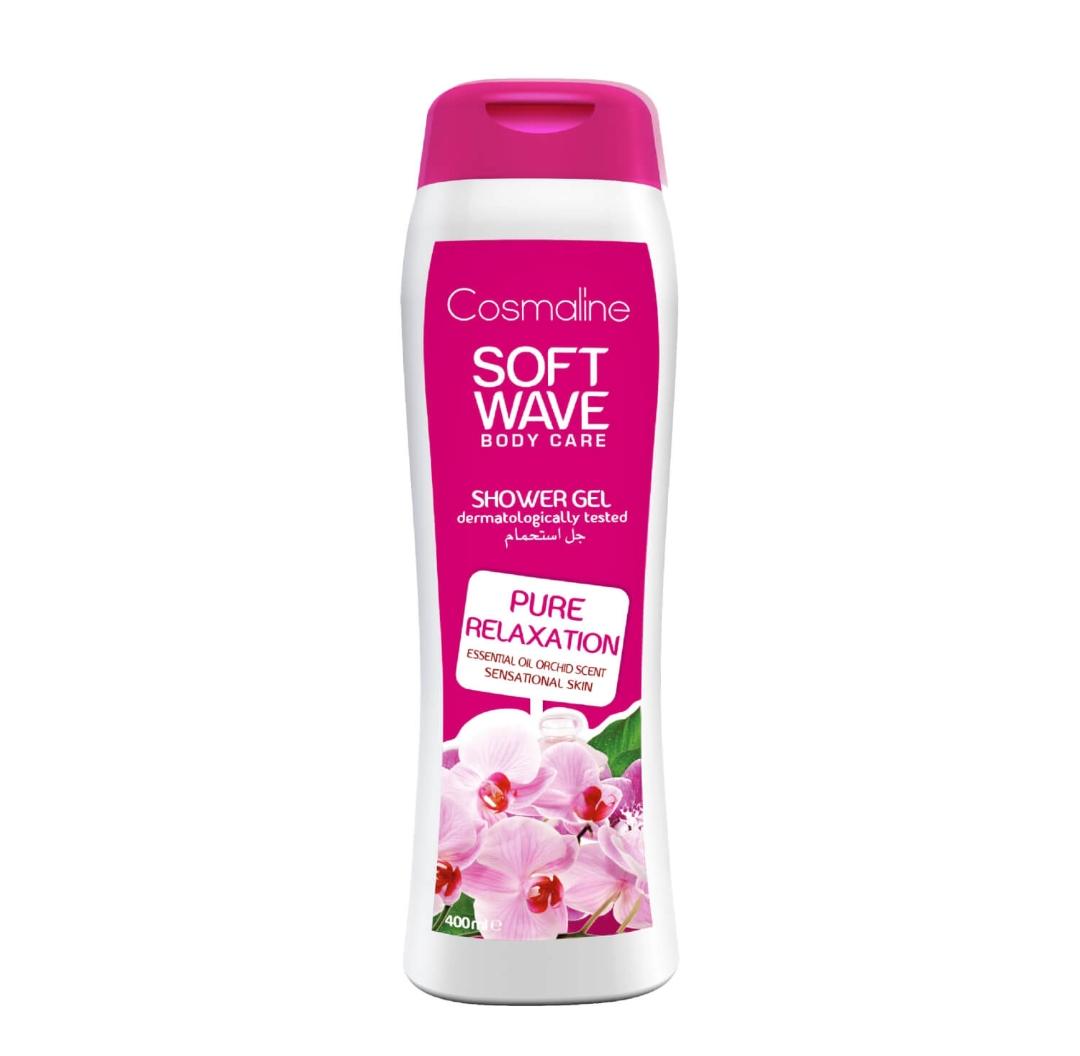 Cosmaline
SOFT
WAVE
BODY CARE
SHOWER GEL
dermatologically tested
جل استحمام
PURE
RELAXATION
ESSENTIAL OIL ORCHID SCENT
SENSATIONAL SKIN
400ml e